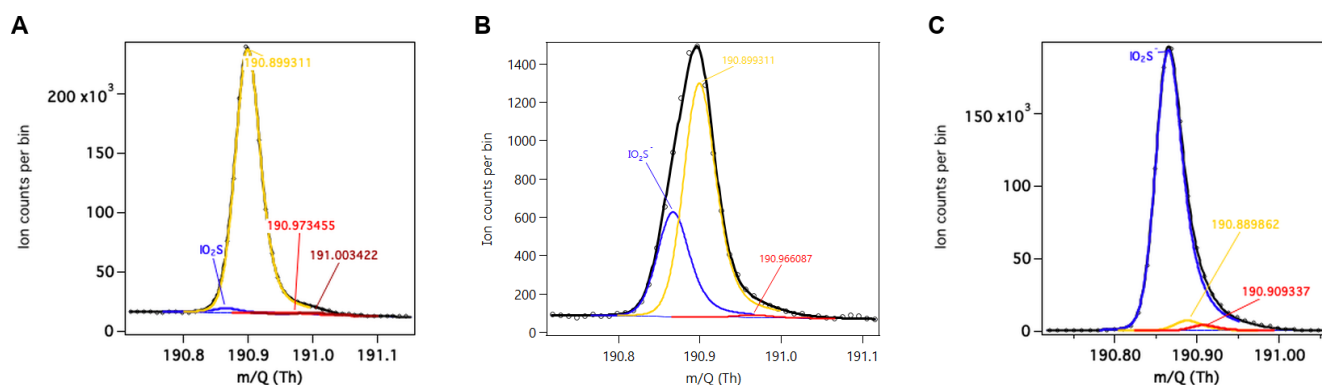 A
B
C
Ion counts per bin
200 x10³
150
100
50
0
190.899311
IO₂S
190.973455
191.003422
190.8
190.9
191.0
191.1
m/Q (Th)
Ion counts per bin
1400
1200
1000
800
600
400
200
0
190.899311
IO₂S⁻
190.966087
190.8
190.9
191.0
191.1
m/Q (Th)
Ion counts per bin
150 x10³
100
50
0
IO₂S⁻
190.889862
190.909337
190.80
190.90
191.00
m/Q (Th)